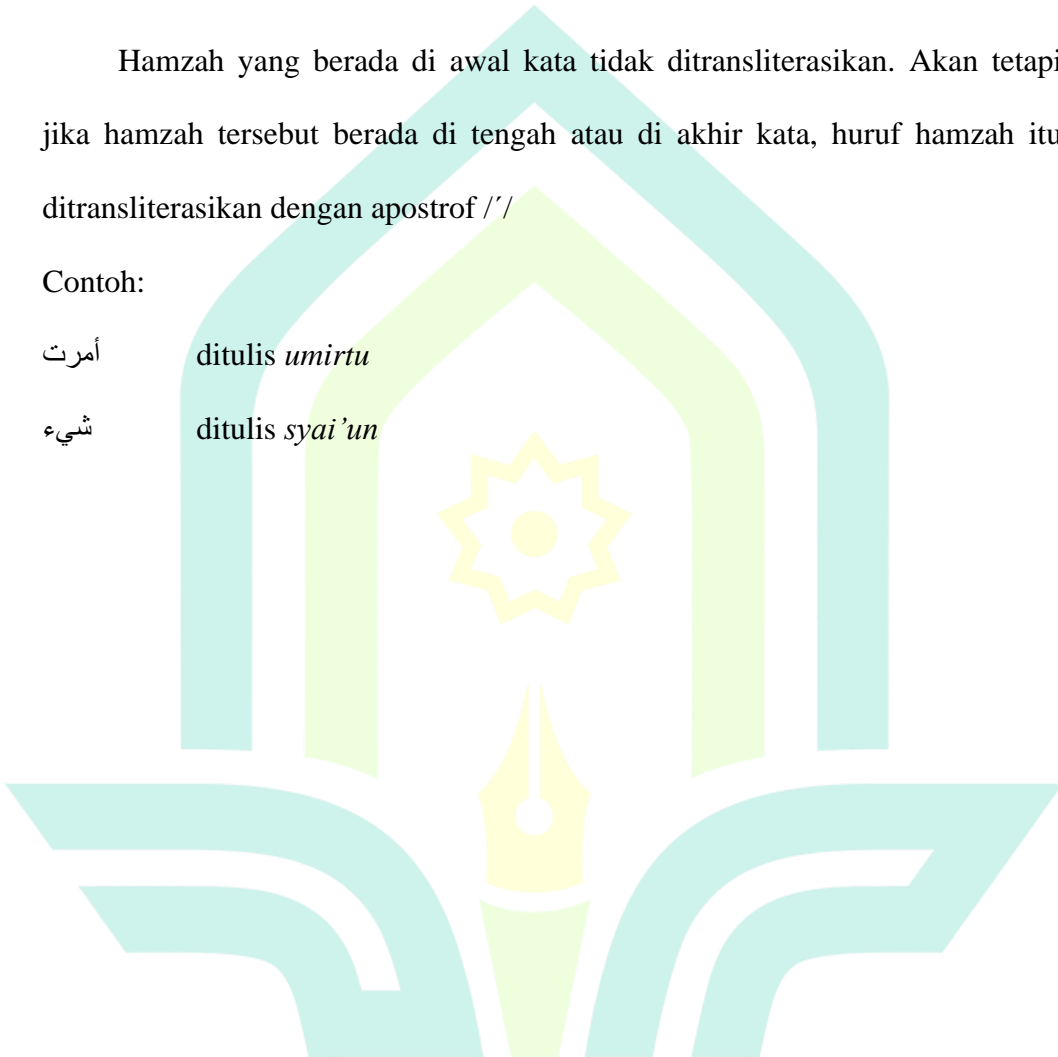 Hamzah yang berada di awal kata tidak ditransliterasikan. Akan tetapi
jika hamzah tersebut berada di tengah atau di akhir kata, huruf hamzah itu
ditransliterasikan dengan apostrof /´/
Contoh:
أمرت ditulis umirtu
شيء ditulis syai’un